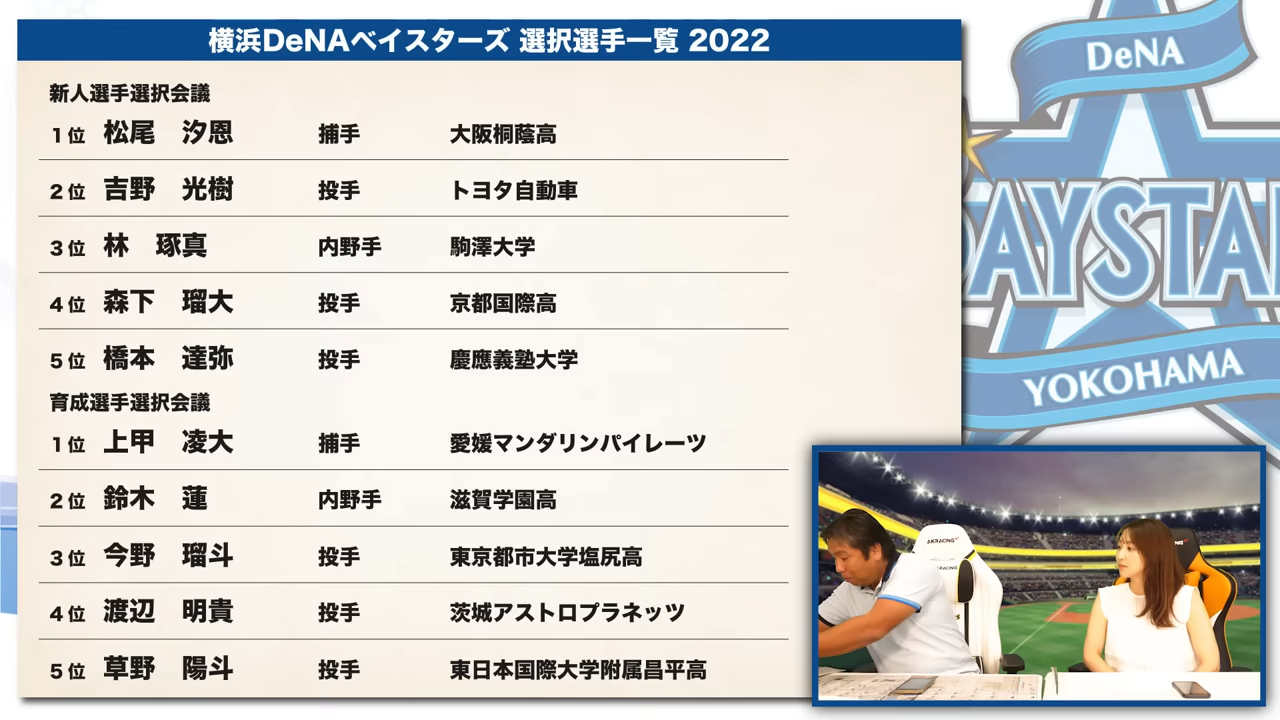 横浜DeNAベイスターズ 選択選手一覧 2022
新人選手選択会議
1位 松尾 汐恩 捕手 大阪桐蔭高
2位 吉野 光樹 投手 トヨタ自動車
3位 林 琢真 内野手 駒澤大学
4位 森下 瑠大 投手 京都国際高
5位 橋本 達弥 投手 慶應義塾大学
育成選手選択会議
1位 上甲 凌大 捕手 愛媛マンダリンパイレーツ
2位 鈴木 蓮 内野手 滋賀学園高
3位 今野 瑠斗 投手 東京都市大学塩尻高
4位 渡辺 明貴 投手 茨城アストロプラネッツ
5位 草野 陽斗 投手 東日本国際大学附属昌平高
DeNA
AYSTA
YOKOHAMA
AKRACING